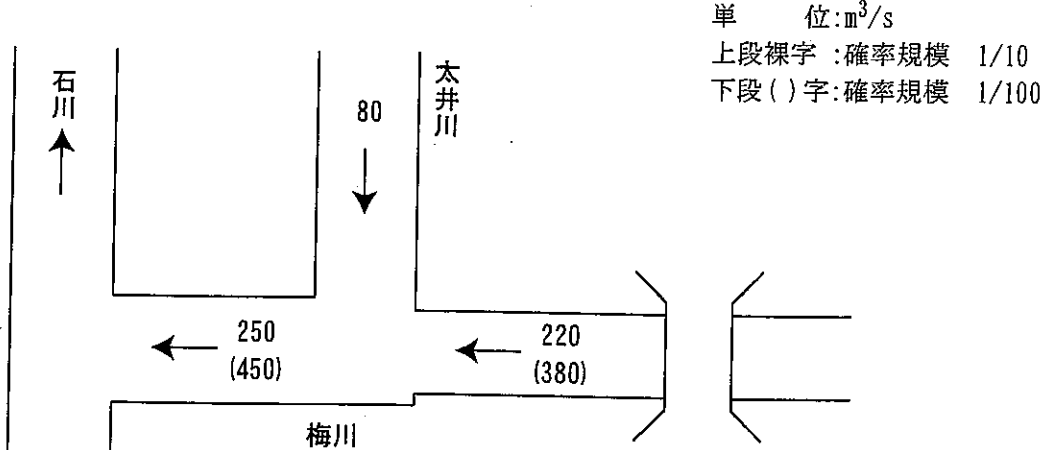 単 位:m³/s
上段裸字 :確率規模 1/10
下段( )字:確率規模 1/100
石川
太井川
80
250
(450)
220
(380)
梅川